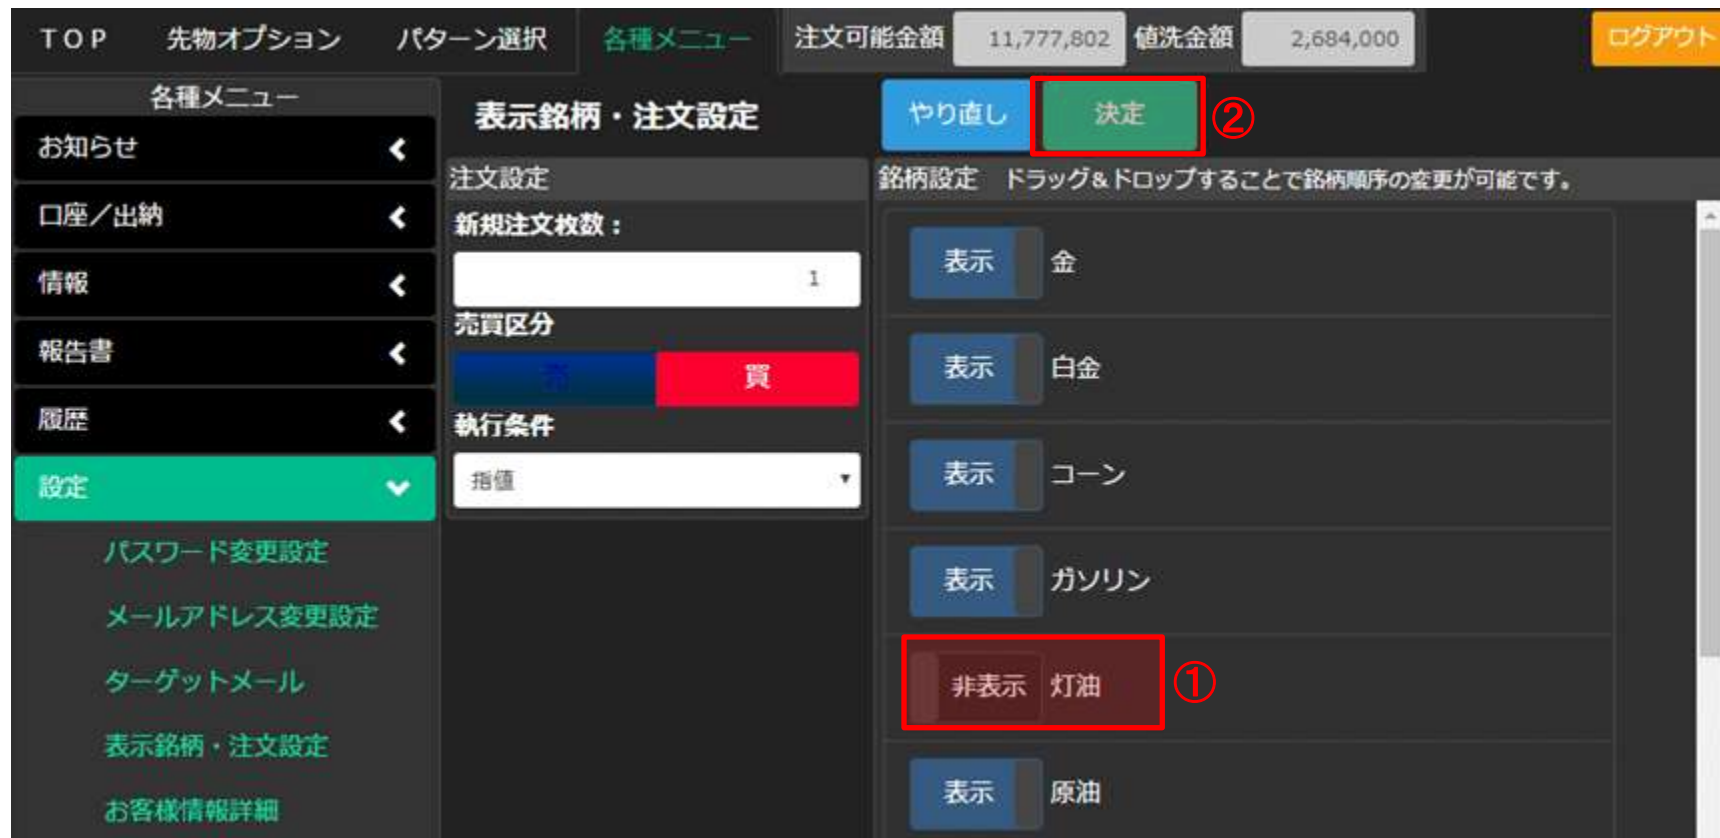 TOP 先物オプション パターン選択 各種メニュー 注文可能金額 11,777,802 値洗金額 2,684,000 ログアウト
各種メニュー
お知らせ
口座／出納
情報
報告書
履歴
設定
パスワード変更設定
メールアドレス変更設定
ターゲットメール
表示銘柄・注文設定
お客様情報詳細
表示銘柄・注文設定
やり直し 決定 ②
注文設定
新規注文枚数：
1
売買区分
売 買
執行条件
指値
銘柄設定 ドラッグ&ドロップすることで銘柄順序の変更が可能です。
表示 金
表示 白金
表示 コーン
表示 ガソリン
非表示 灯油 ①
表示 原油